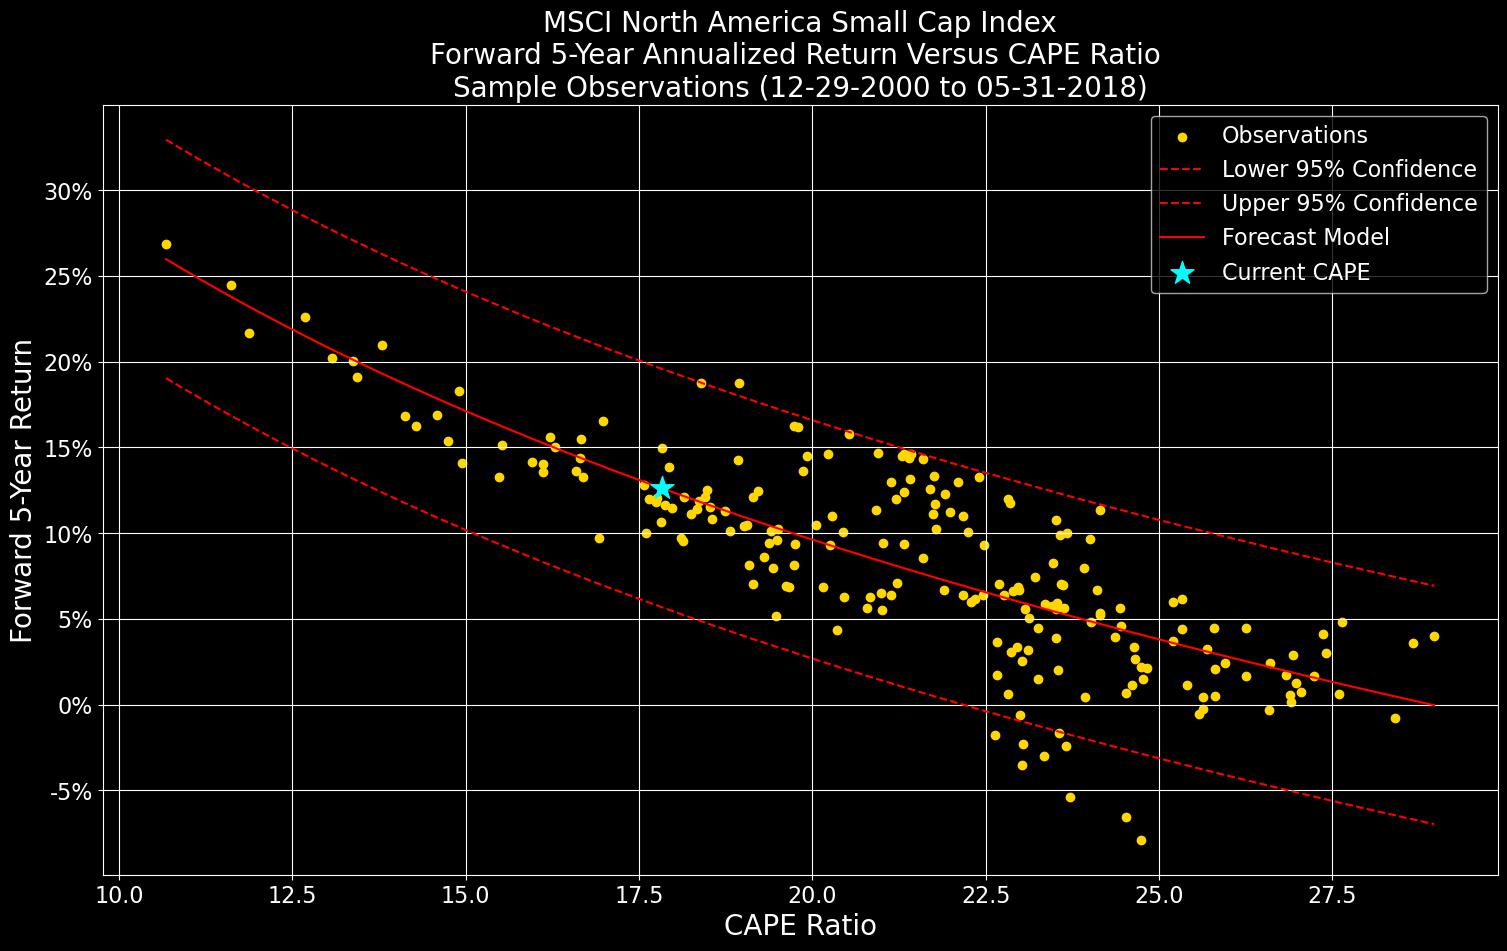 MSCI North America Small Cap Index
Forward 5-Year Annualized Return Versus CAPE Ratio
Sample Observations (12-29-2000 to 05-31-2018)
Observations
Lower 95% Confidence
Upper 95% Confidence
Forecast Model
Current CAPE
Forward 5-Year Return
30%
25%
20%
15%
10%
5%
0%
-5%
10.0 12.5 15.0 17.5 20.0 22.5 25.0 27.5
CAPE Ratio